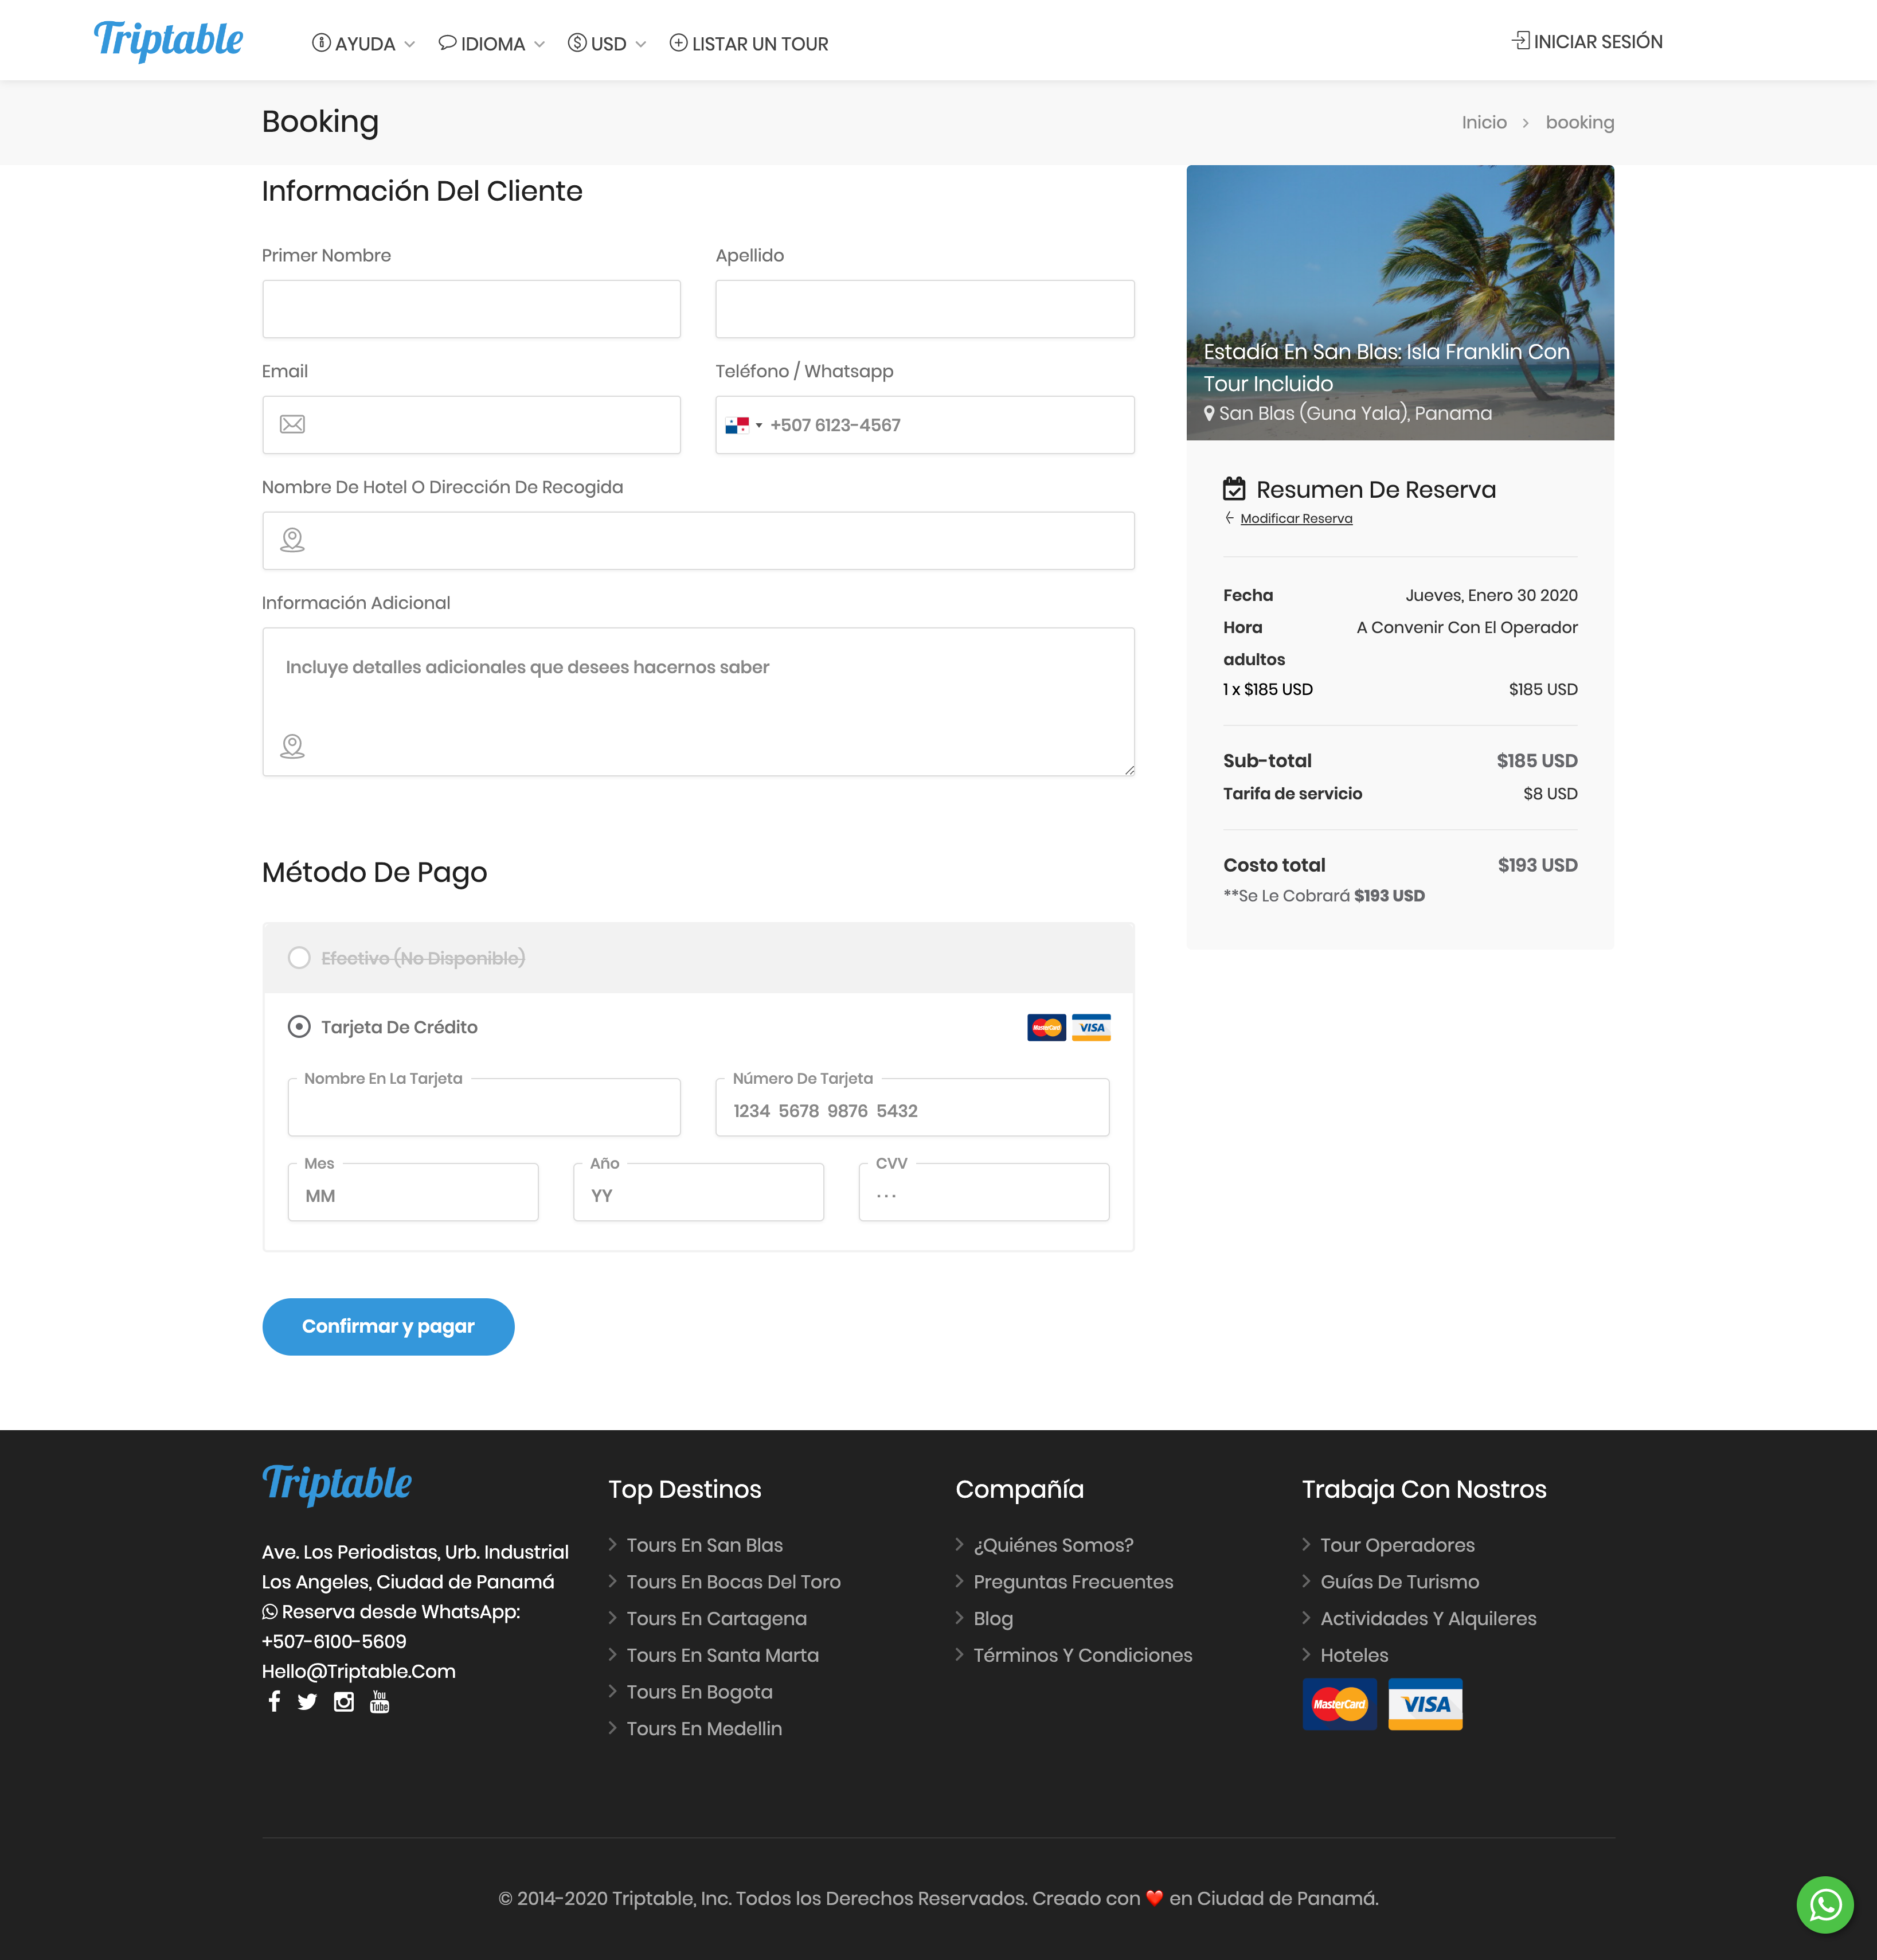 Triptable
AYUDA
IDIOMA
USD
LISTAR UN TOUR
INICIAR SESIÓN
Booking
Inicio
booking
Información Del Cliente
Primer Nombre
Apellido
Email
Teléfono / Whatsapp
+507 6123-4567
Nombre De Hotel O Dirección De Recogida
Información Adicional
Incluye detalles adicionales que desees hacernos saber
Método De Pago
Efectivo (No Disponible)
Tarjeta De Crédito
MasterCard
VISA
Nombre En La Tarjeta
Número De Tarjeta
1234 5678 9876 5432
Mes
MM
Año
YY
CVV
...
Confirmar y pagar
Estadía En San Blas: Isla Franklin Con
Tour Incluido
San Blas (Guna Yala), Panama
Resumen De Reserva
Modificar Reserva
Fecha Jueves, Enero 30 2020
Hora A Convenir Con El Operador
adultos
1 x $185 USD $185 USD
Sub-total $185 USD
Tarifa de servicio $8 USD
Costo total $193 USD
**Se Le Cobrará $193 USD
Triptable
Ave. Los Periodistas, Urb. Industrial
Los Angeles, Ciudad de Panamá
Reserva desde WhatsApp:
+507-6100-5609
Hello@Triptable.Com
You
Tube
Top Destinos
Tours En San Blas
Tours En Bocas Del Toro
Tours En Cartagena
Tours En Santa Marta
Tours En Bogota
Tours En Medellin
Compañía
¿Quiénes Somos?
Preguntas Frecuentes
Blog
Términos Y Condiciones
Trabaja Con Nostros
Tour Operadores
Guías De Turismo
Actividades Y Alquileres
Hoteles
MasterCard
VISA
© 2014-2020 Triptable, Inc. Todos los Derechos Reservados. Creado con ❤️ en Ciudad de Panamá.